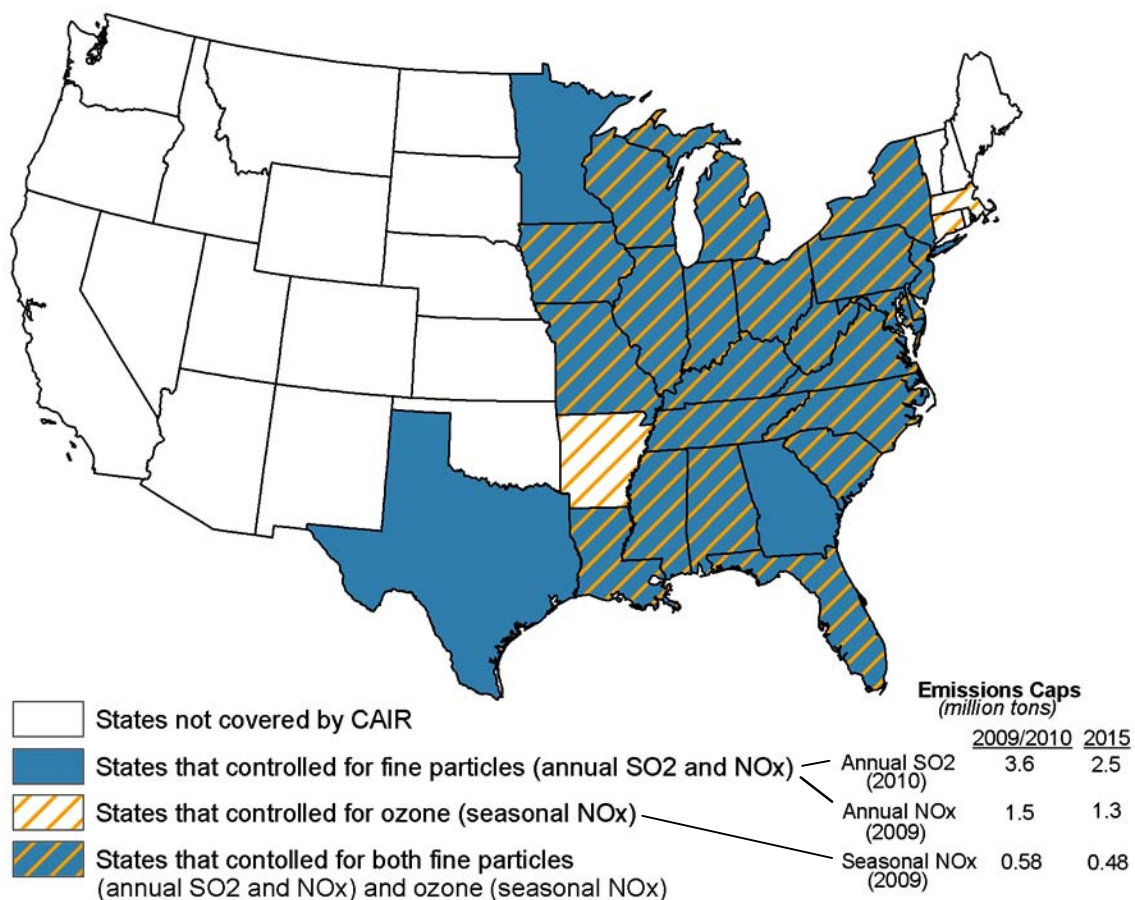 States not covered by CAIR
States that controlled for fine particles (annual SO2 and NOx)
States that controlled for ozone (seasonal NOx)
States that contolled for both fine particles
(annual SO2 and NOx) and ozone (seasonal NOx)
Emissions Caps
(million tons)
2009/2010 2015
Annual SO2 3.6 2.5
(2010)
Annual NOx 1.5 1.3
(2009)
Seasonal NOx 0.58 0.48
(2009)